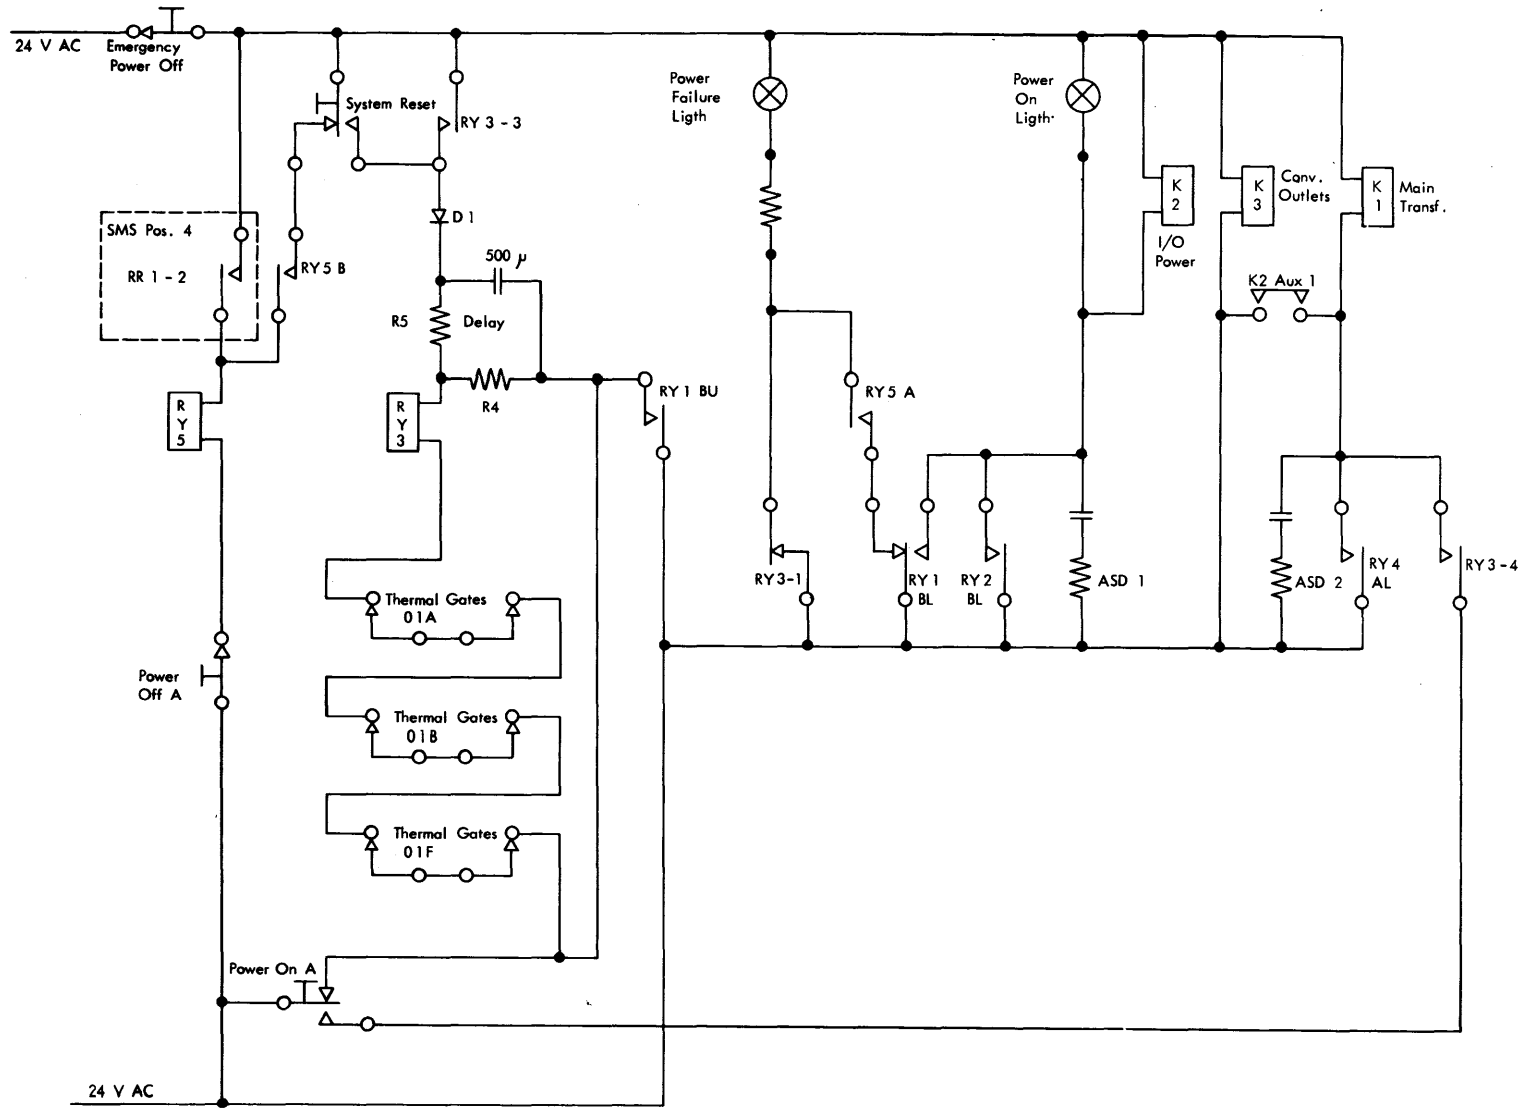 24 V AC
Emergency
Power Off
System Reset
RY 3 - 3
SMS Pos. 4
RR 1 - 2
RY 5 B
D 1
500 μ
R5
Delay
R4
R
Y
5
R
Y
3
RY 1 BU
Power
Failure
Ligth
Power
On
Ligth
K
2
I/O
Power
K
3
Conv.
Outlets
K
1
Main
Transf.
K2 Aux 1
RY 5 A
RY3-1
RY 1
BL
RY 2
BL
ASD 1
ASD 2
RY 4
AL
RY 3-4
Thermal Gates
01A
Power
Off A
Thermal Gates
01B
Thermal Gates
01F
Power On A
24 V AC